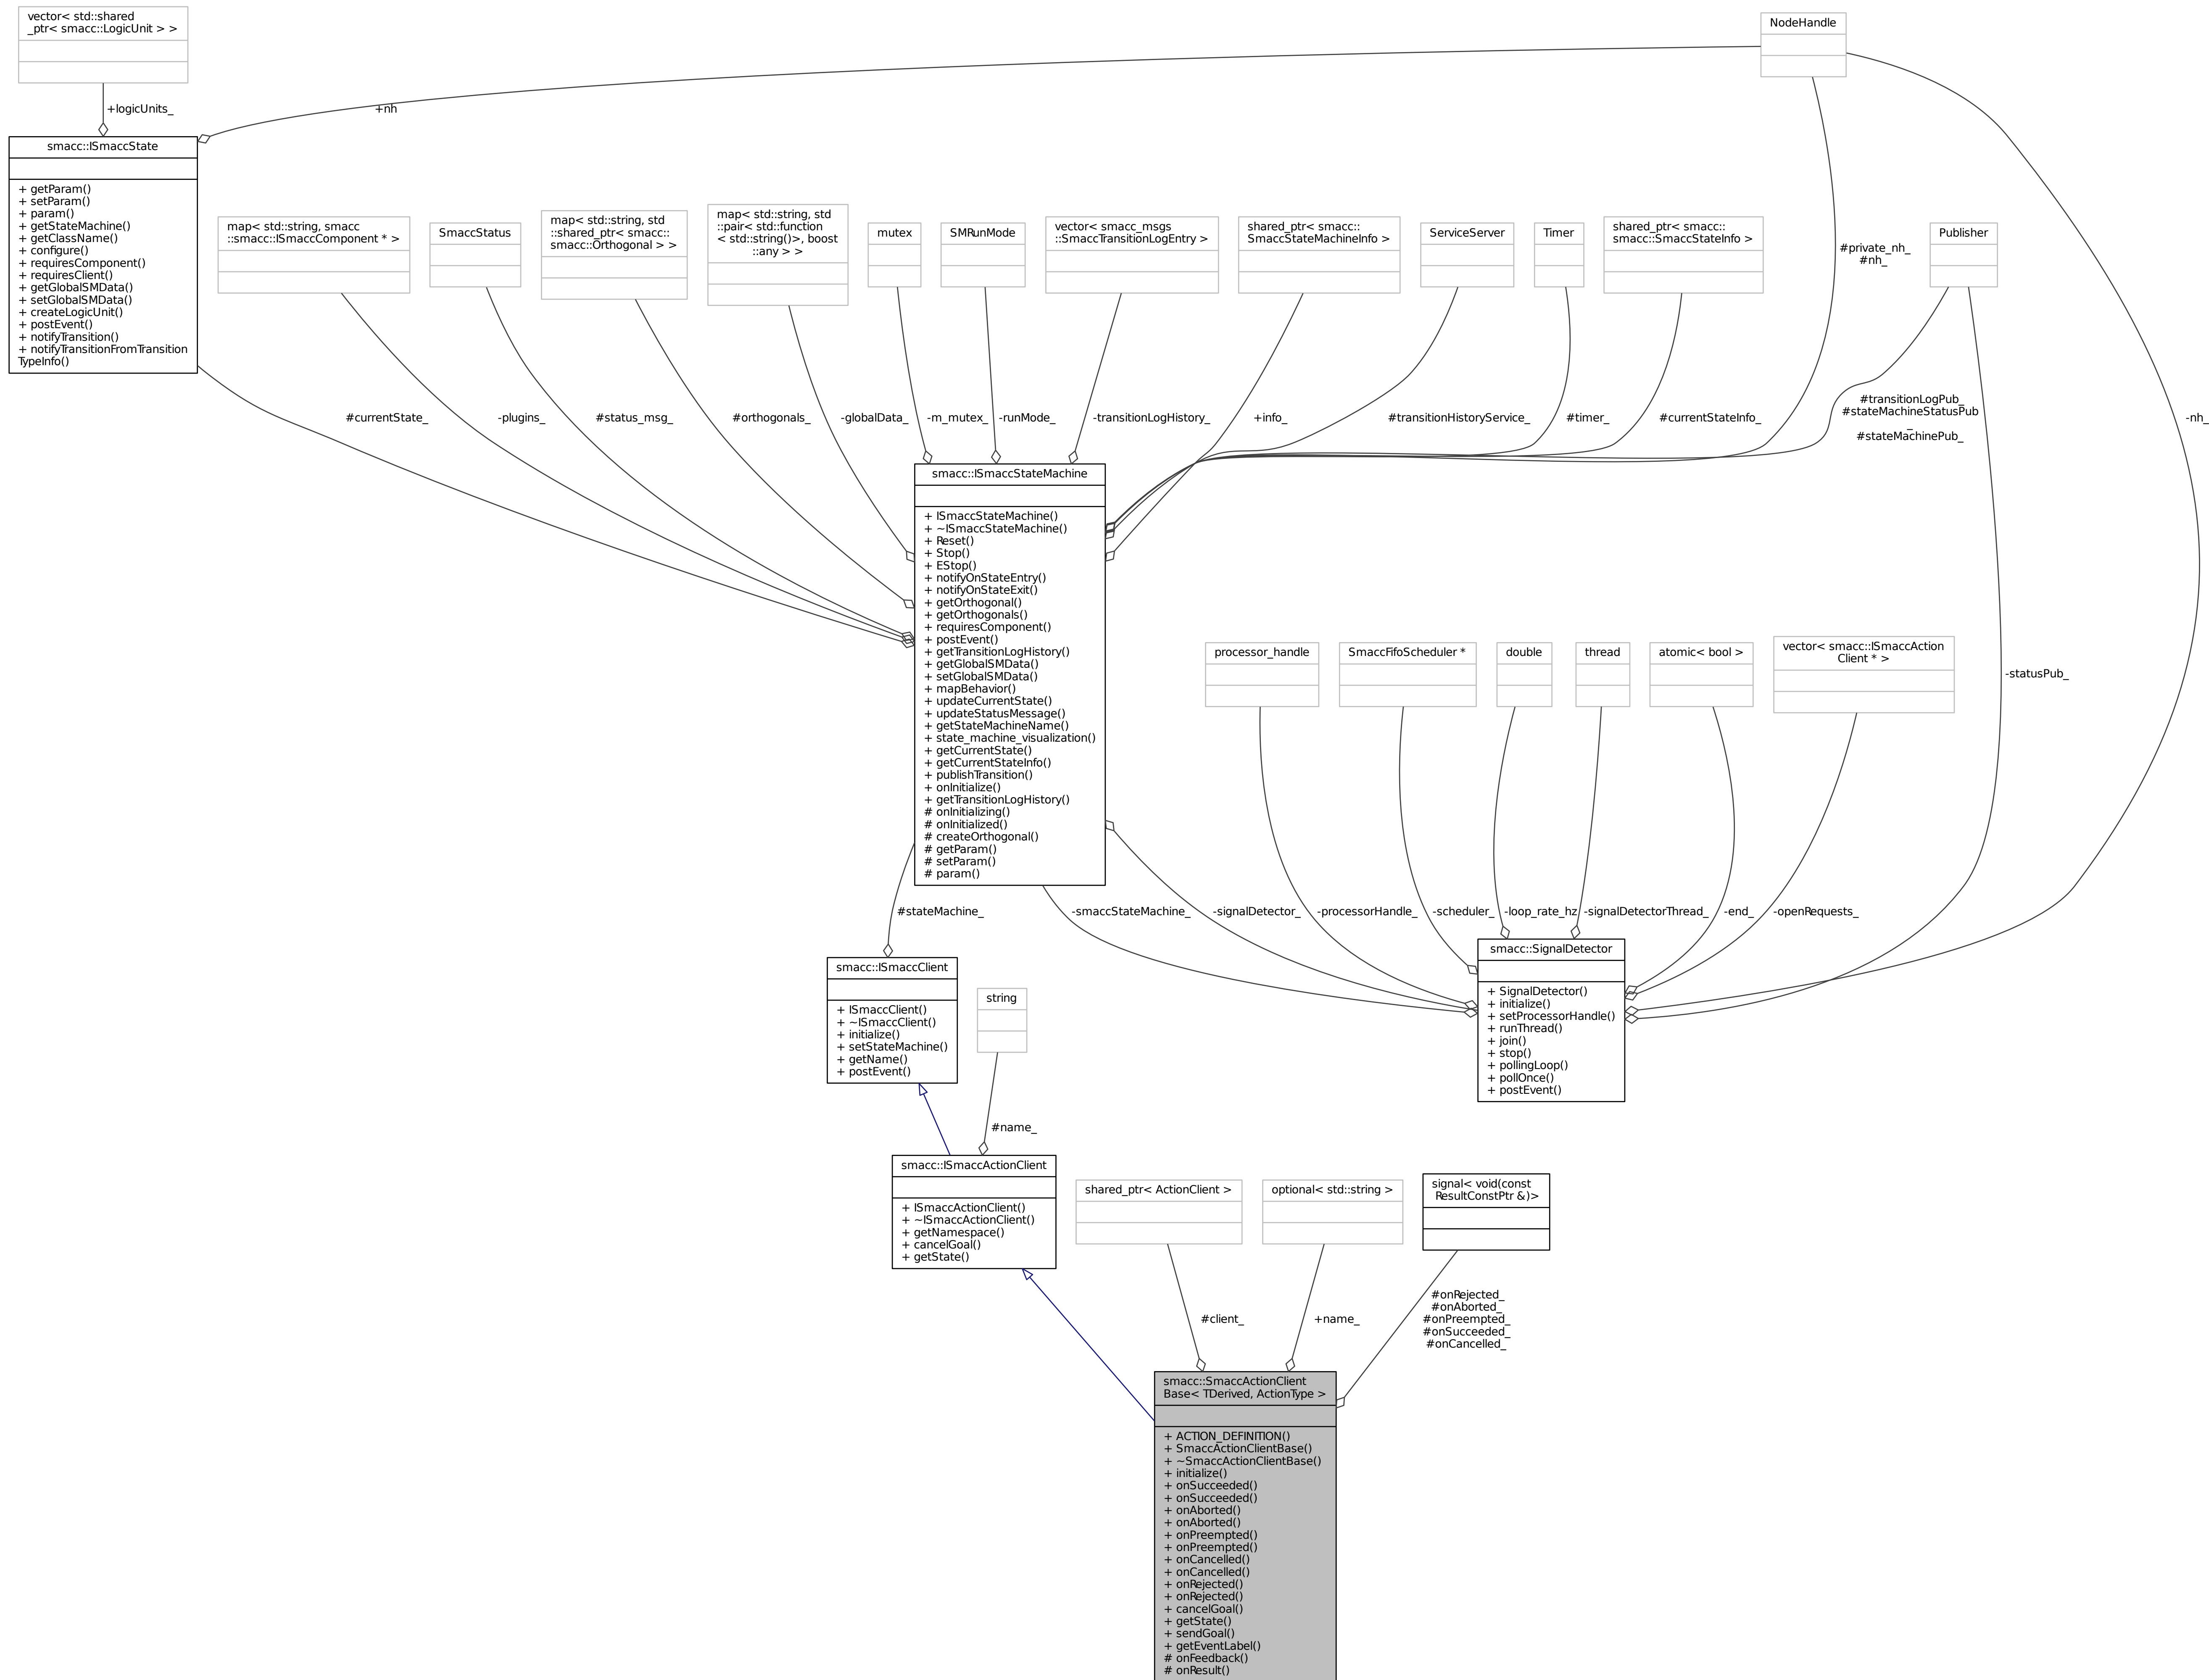 vector< std::shared
_ptr< smacc::LogicUnit > >
NodeHandle
+logicUnits_
+nh
smacc::ISmaccState
+ getParam()
+ setParam()
+ param()
+ getStateMachine()
+ getClassName()
+ configure()
+ requiresComponent()
+ requiresClient()
+ getGlobalSMData()
+ setGlobalSMData()
+ createLogicUnit()
+ postEvent()
+ notifyTransition()
+ notifyTransitionFromTransition
TypeInfo()
map< std::string, smacc
::smacc::ISmaccComponent * >
SmaccStatus
map< std::string, std
::shared_ptr< smacc::
smacc::Orthogonal > >
map< std::string, std
::pair< std::function
< std::string()>, boost
::any > >
mutex
SMRunMode
vector< smacc_msgs
::SmaccTransitionLogEntry >
shared_ptr< smacc::
SmaccStateMachineInfo >
ServiceServer
Timer
shared_ptr< smacc::
smacc::SmaccStateInfo >
#private_nh_
#nh_
Publisher
#currentState_
-plugins_
#status_msg_
#orthogonals_
-globalData_
-m_mutex_
-runMode_
-transitionLogHistory_
+info_
#transitionHistoryService_
#timer_
#currentStateInfo_
#transitionLogPub_
#stateMachineStatusPub
_
#stateMachinePub_
-nh_
smacc::ISmaccStateMachine
+ ISmaccStateMachine()
+ ~ISmaccStateMachine()
+ Reset()
+ Stop()
+ EStop()
+ notifyOnStateEntry()
+ notifyOnStateExit()
+ getOrthogonal()
+ getOrthogonals()
+ requiresComponent()
+ postEvent()
+ getTransitionLogHistory()
+ getGlobalSMData()
+ setGlobalSMData()
+ mapBehavior()
+ updateCurrentState()
+ updateStatusMessage()
+ getStateMachineName()
+ state_machine_visualization()
+ getCurrentState()
+ getCurrentStateInfo()
+ publishTransition()
+ onInitialize()
+ getTransitionLogHistory()
# onInitializing()
# onInitialized()
# createOrthogonal()
# getParam()
# setParam()
# param()
processor_handle
SmaccFifoScheduler *
double
thread
atomic< bool >
vector< smacc::ISmaccAction
Client * >
-statusPub_
#stateMachine_
-smaccStateMachine_
-signalDetector_
-processorHandle_
-scheduler_
-loop_rate_hz
-signalDetectorThread_
-end_
-openRequests_
smacc::SignalDetector
+ SignalDetector()
+ initialize()
+ setProcessorHandle()
+ runThread()
+ join()
+ stop()
+ pollingLoop()
+ pollOnce()
+ postEvent()
smacc::ISmaccClient
+ ISmaccClient()
+ ~ISmaccClient()
+ initialize()
+ setStateMachine()
+ getName()
+ postEvent()
string
#name_
smacc::ISmaccActionClient
+ ISmaccActionClient()
+ ~ISmaccActionClient()
+ getNamespace()
+ cancelGoal()
+ getState()
shared_ptr< ActionClient >
optional< std::string >
signal< void(const
ResultConstPtr &)>
#client_
+name_
#onRejected_
#onAborted_
#onPreempted_
#onSucceeded_
#onCancelled_
smacc::SmaccActionClient
Base< TDerived, ActionType >
+ ACTION_DEFINITION()
+ SmaccActionClientBase()
+ ~SmaccActionClientBase()
+ initialize()
+ onSucceeded()
+ onSucceeded()
+ onAborted()
+ onAborted()
+ onPreempted()
+ onPreempted()
+ onCancelled()
+ onCancelled()
+ onRejected()
+ onRejected()
+ cancelGoal()
+ getState()
+ sendGoal()
+ getEventLabel()
# onFeedback()
# onResult()